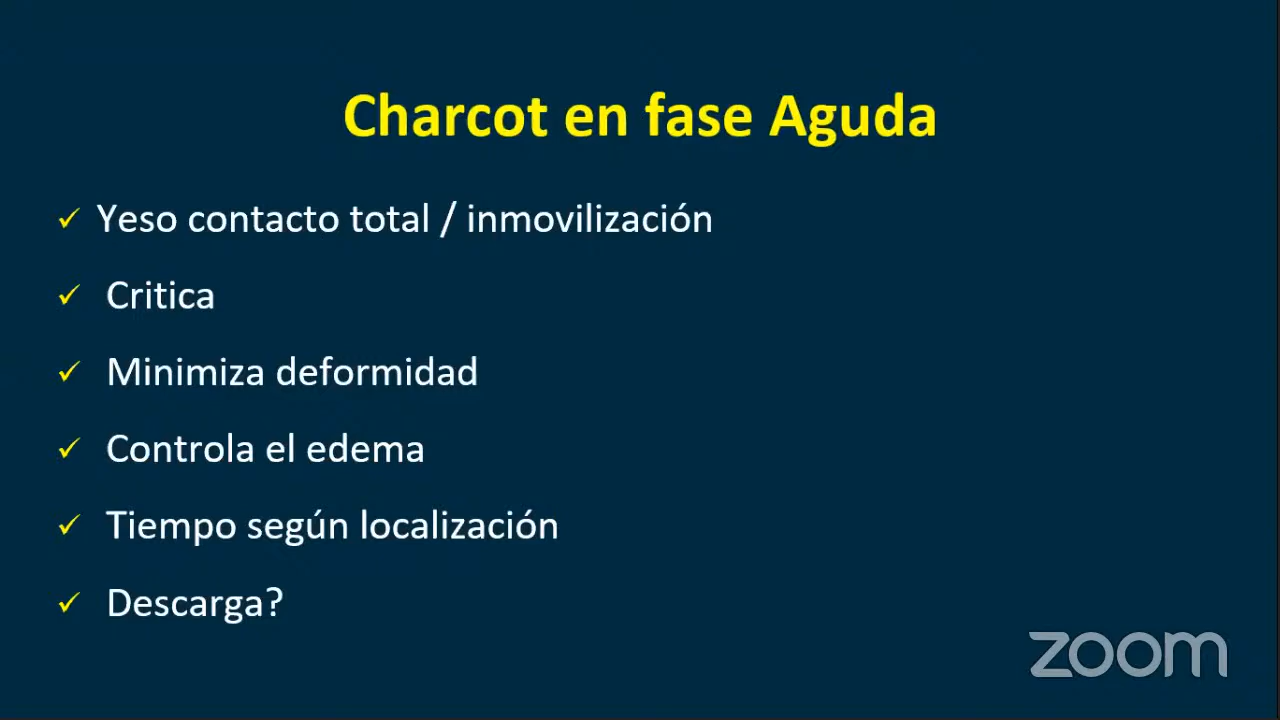 Charcot en fase Aguda
✓ Yeso contacto total / inmovilización
✓ Critica
✓ Minimiza deformidad
✓ Controla el edema
✓ Tiempo según localización
✓ Descarga?
zoom